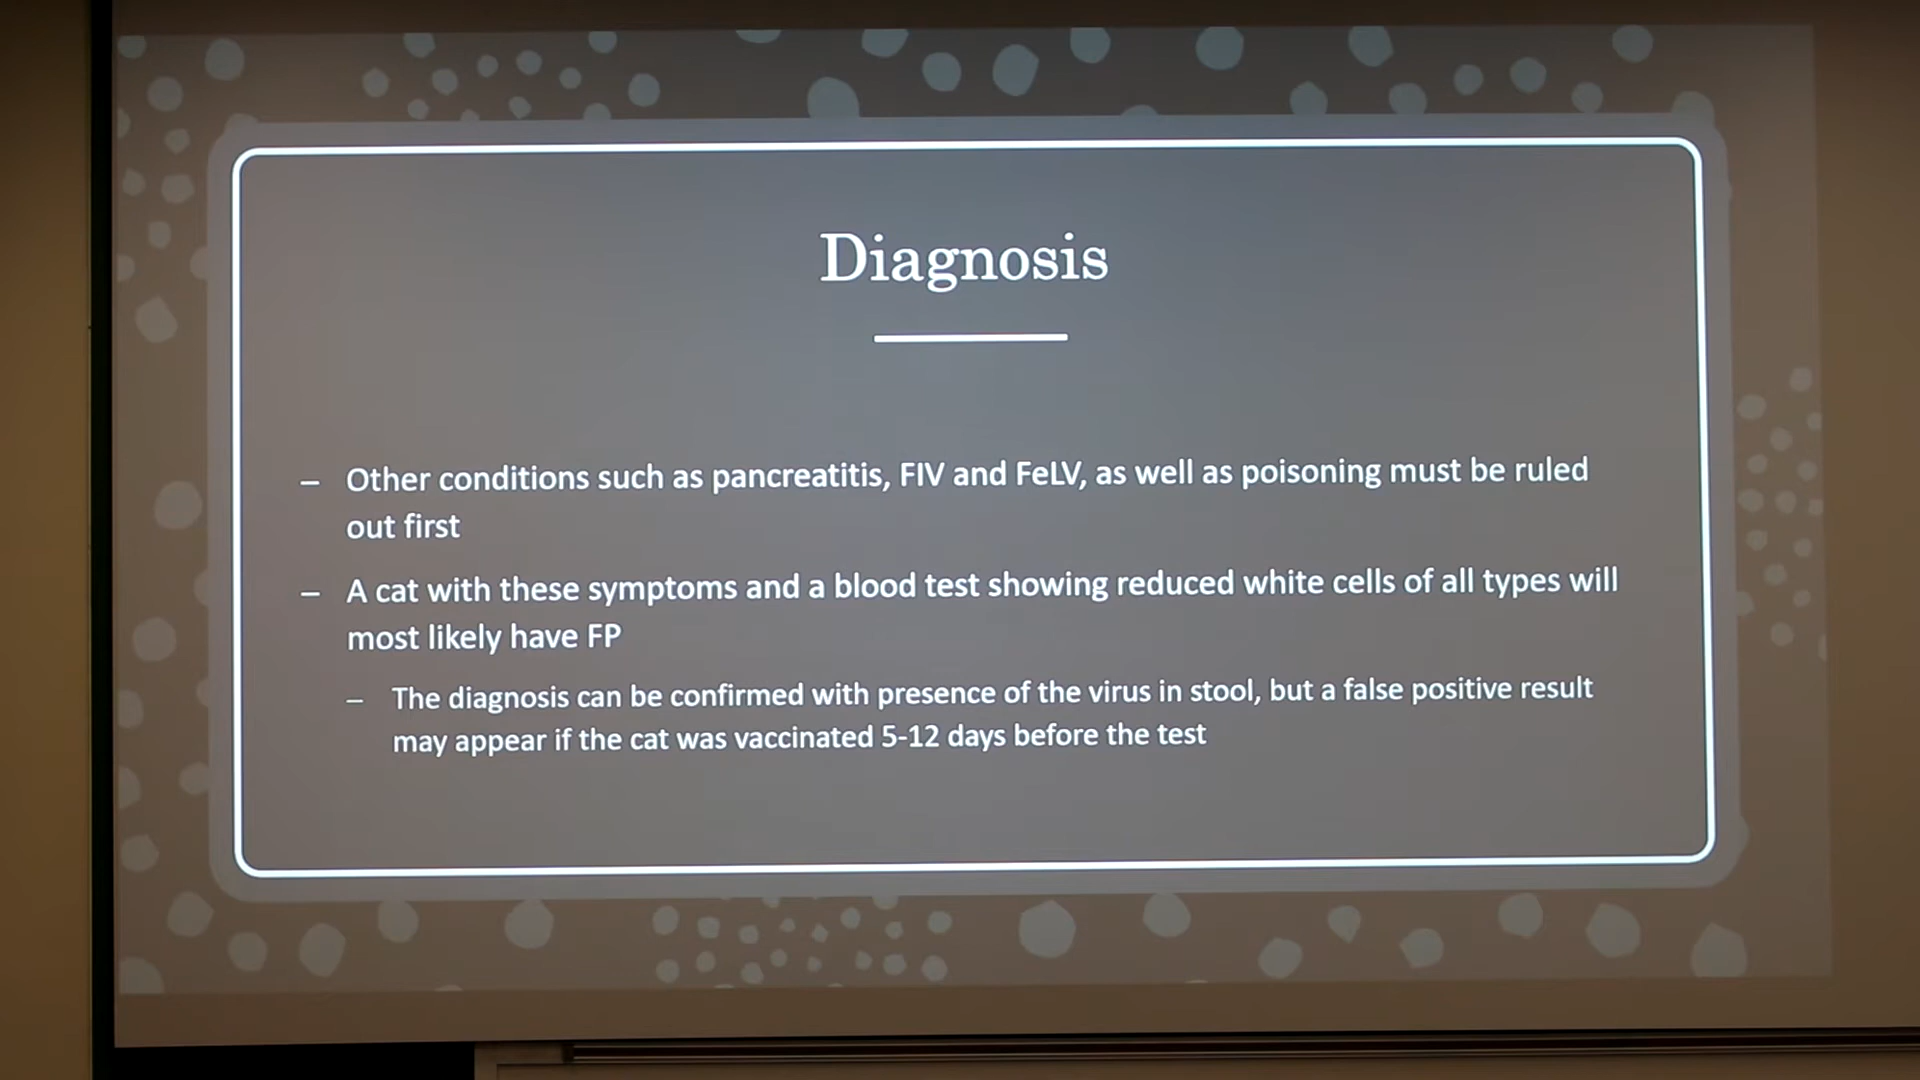 Diagnosis
– Other conditions such as pancreatitis, FIV and FeLV, as well as poisoning must be ruled
out first
– A cat with these symptoms and a blood test showing reduced white cells of all types will
most likely have FP
– The diagnosis can be confirmed with presence of the virus in stool, but a false positive result
may appear if the cat was vaccinated 5-12 days before the test